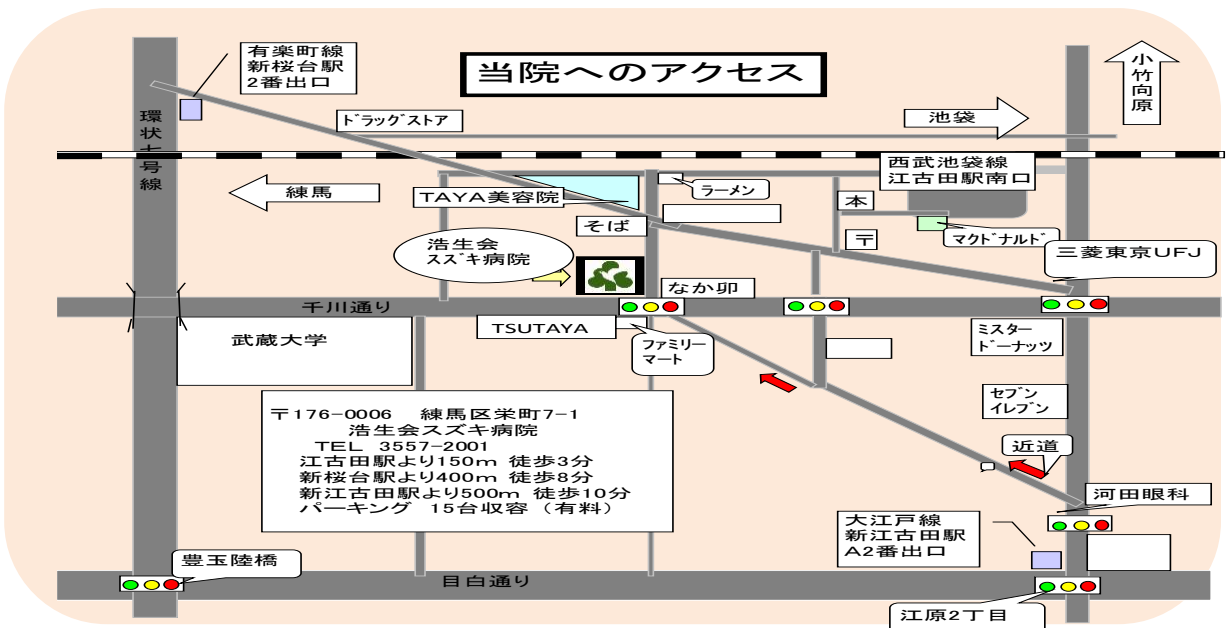 当院へのアクセス
有楽町線
新桜台駅
2番出口
小竹向原
環状七号線
ドラッグストア
池袋
練馬
西武池袋線
江古田駅南口
TAYA美容院
ラーメン
本
そば
〒
マクドナルド
浩生会
スズキ病院
三菱東京UFJ
なか卯
千川通り
TSUTAYA
ファミリー
マート
武蔵大学
ミスター
ドーナッツ
セブン
イレブン
〒176-0006 練馬区栄町7-1
浩生会スズキ病院
TEL 3557-2001
江古田駅より150m 徒歩3分
新桜台駅より400m 徒歩8分
新江古田駅より500m 徒歩10分
パーキング 15台収容（有料）
近道
河田眼科
大江戸線
新江古田駅
A2番出口
豊玉陸橋
目白通り
江原2丁目